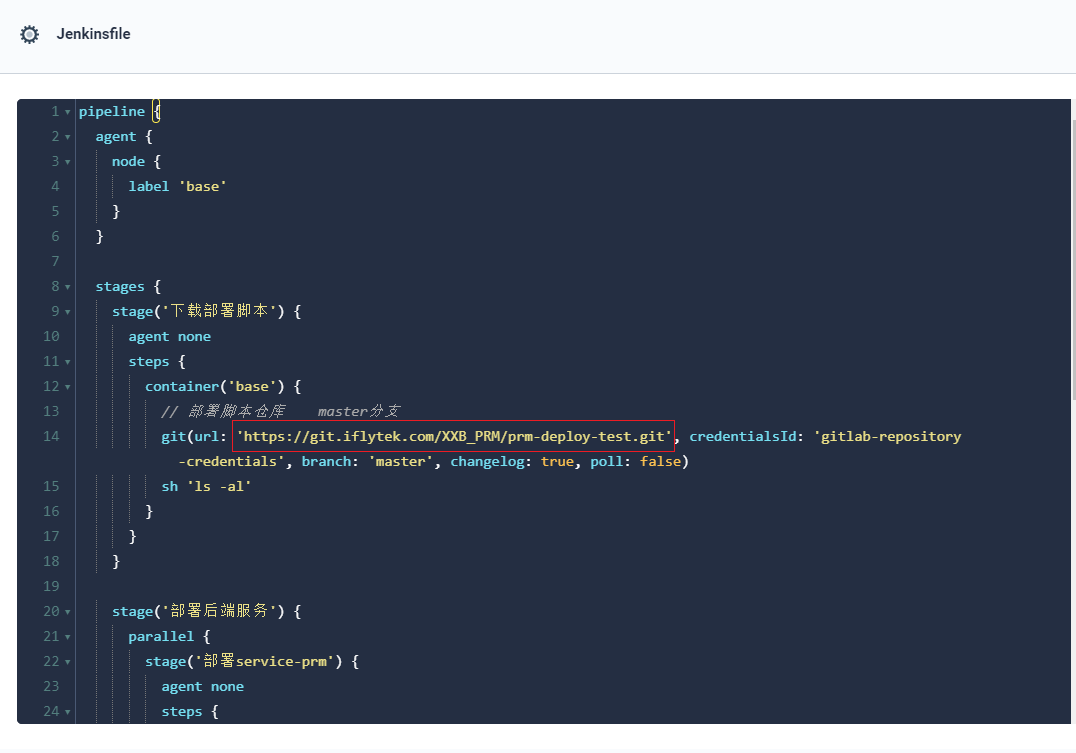 Jenkinsfile
1 pipeline {
2 agent {
3 node {
4 label 'base'
5 }
6 }
7
8 stages {
9 stage('下载部署脚本') {
10 agent none
11 steps {
12 container('base') {
13 // 部署脚本仓库 master分支
14 git(url: 'https://git.iflytek.com/XXB_PRM/prm-deploy-test.git', credentialsId: 'gitlab-repository
-credentials', branch: 'master', changelog: true, poll: false)
15 sh 'ls -al'
16 }
17 }
18 }
19
20 stage('部署后端服务') {
21 parallel {
22 stage('部署service-prm') {
23 agent none
24 steps {